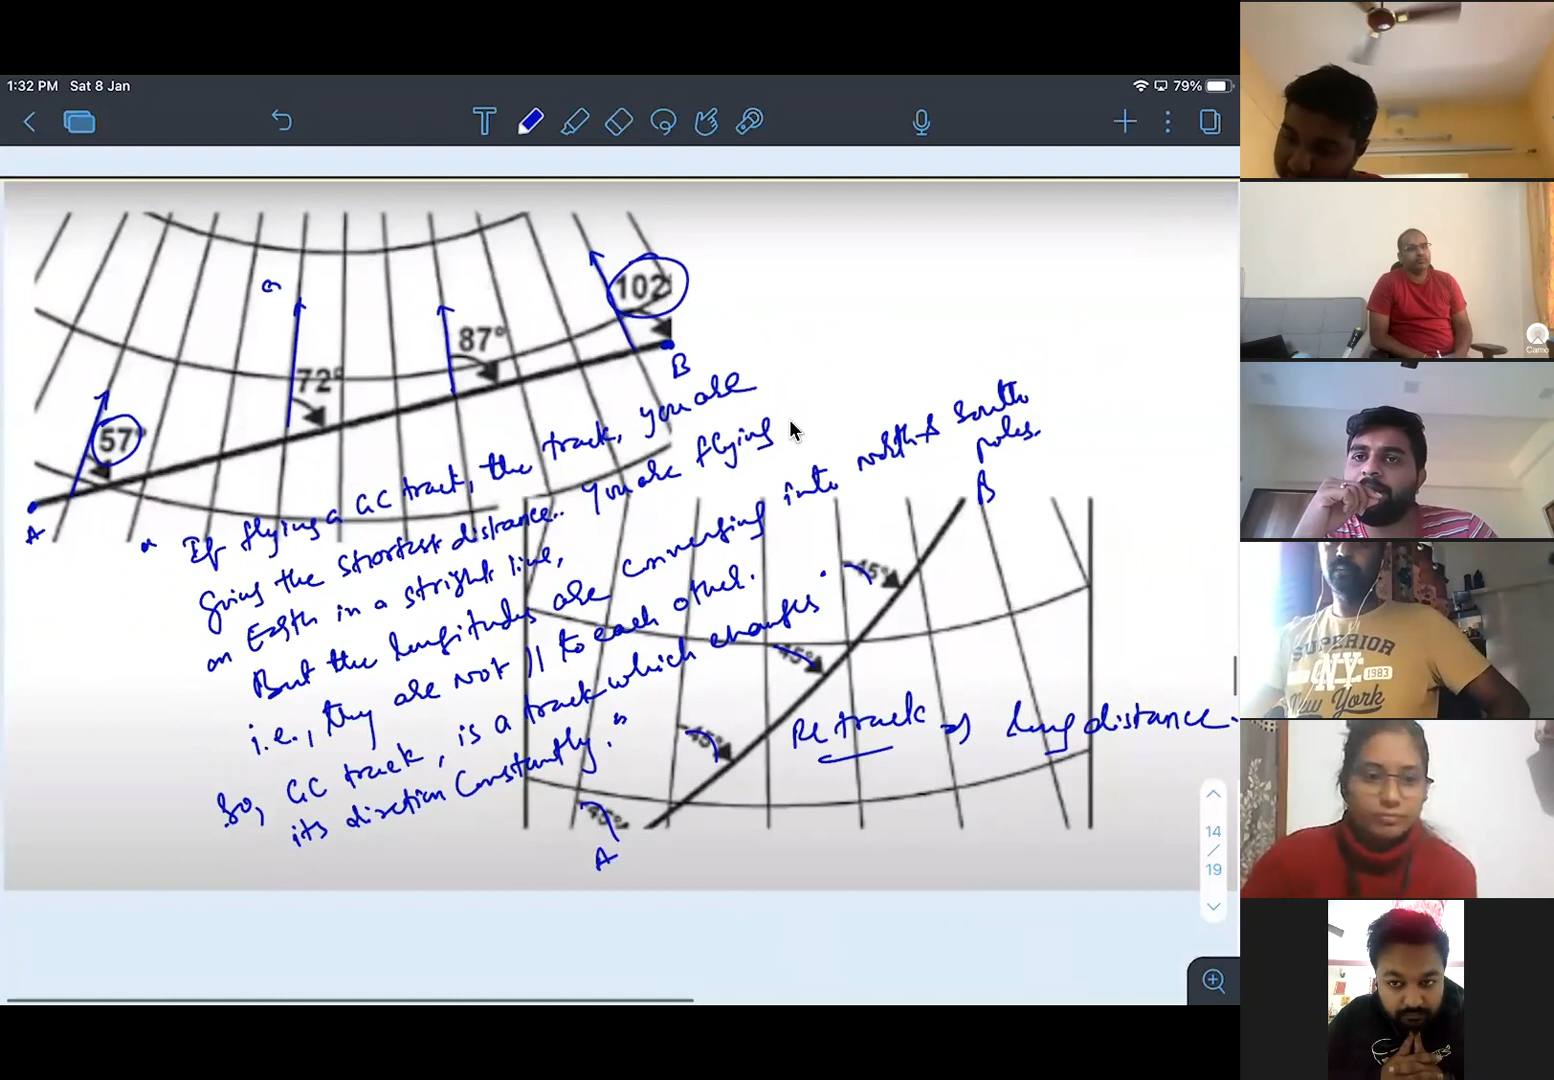 1:32 PM Sat 8 Jan
79%
102
87°
72°
57°
B
A
" If flying a GC track, the track, you are
giving the shortest distance.. You are flying
on Earth in a stright line,
But the longitudes are converging into north & South
poles.
i.e., they are not || to each other.
So, GC track, is a track which changes
its direction constantly."
B
45°
45°
45°
45°
A
RL track => long distance.
14
/
19
Camo
SUPERIOR
NY
1983
New York